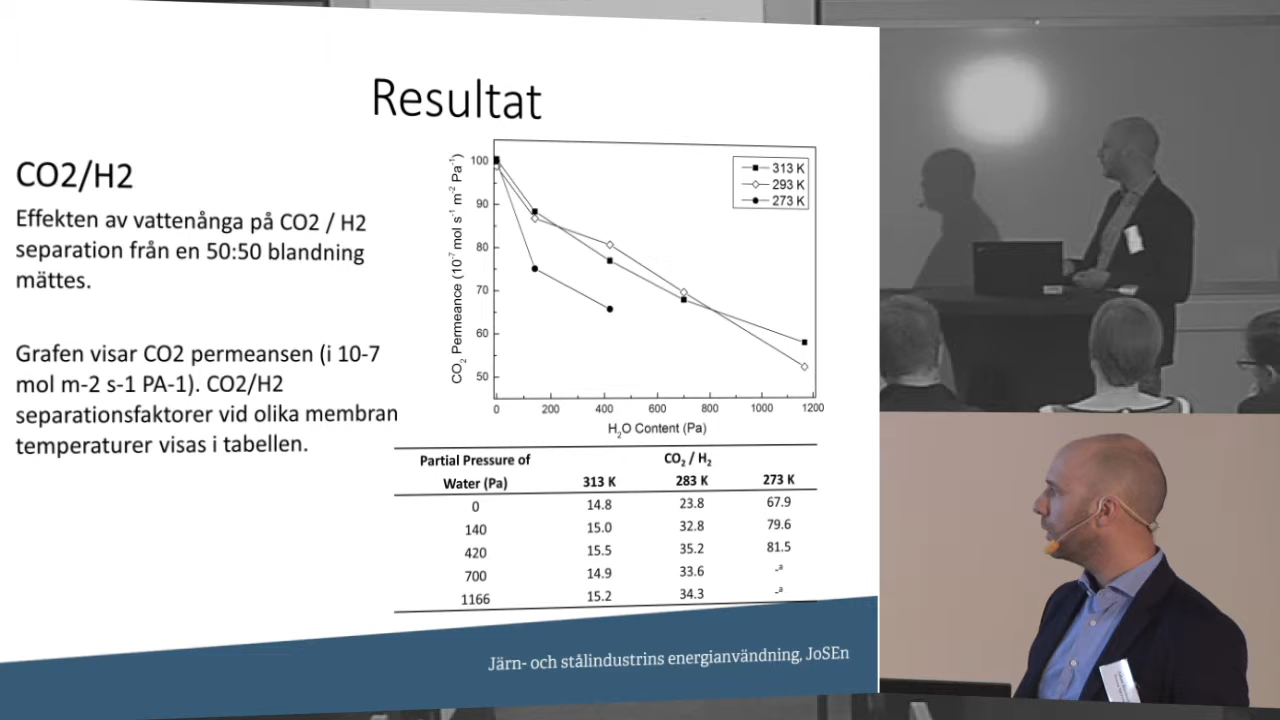 Resultat
CO2/H2
Effekten av vattenånga på CO2 / H2
separation från en 50:50 blandning
mättes.
Grafen visar CO2 permeansen (i 10-7
mol m-2 s-1 PA-1). CO2/H2
separationsfaktorer vid olika membran
temperaturer visas i tabellen.
CO₂ Permeance (10⁻⁷ mol s⁻¹ m⁻² Pa⁻¹)
100
90
80
70
60
50
313 K
293 K
273 K
0 200 400 600 800 1000 1200
H₂O Content (Pa)
Partial Pressure of Water (Pa) CO₂ / H₂
313 K 283 K 273 K
0 14.8 23.8 67.9
140 15.0 32.8 79.6
420 15.5 35.2 81.5
700 14.9 33.6 -ᵃ
1166 15.2 34.3 -ᵃ
Järn- och stålindustrins energianvändning, JoSEn